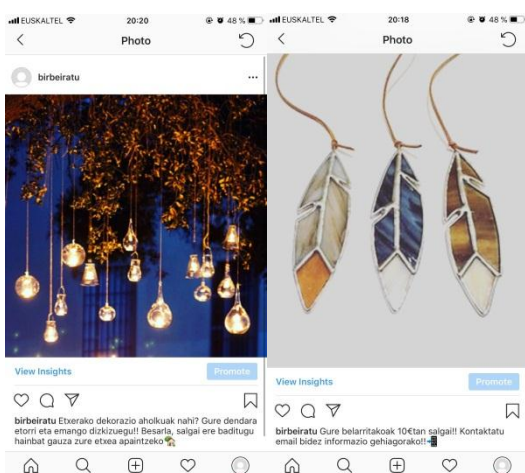 EUSKALTEL 20:20 48 %
Photo
birbeiratu
View Insights
Promote
birbeiratu Etxerako dekorazio aholkuak nahi? Gure dendara
etorri eta emango dizkizuegu!! Besarla, salgai ere baditugu
hainbat gauza zure etxea apaintzeko🏡
EUSKALTEL 20:18 48 %
Photo
View Insights
Promote
birbeiratu Gure belarritakoak 10€tan salgai!! Kontaktatu
email bidez informazio gehiagorako!!📲